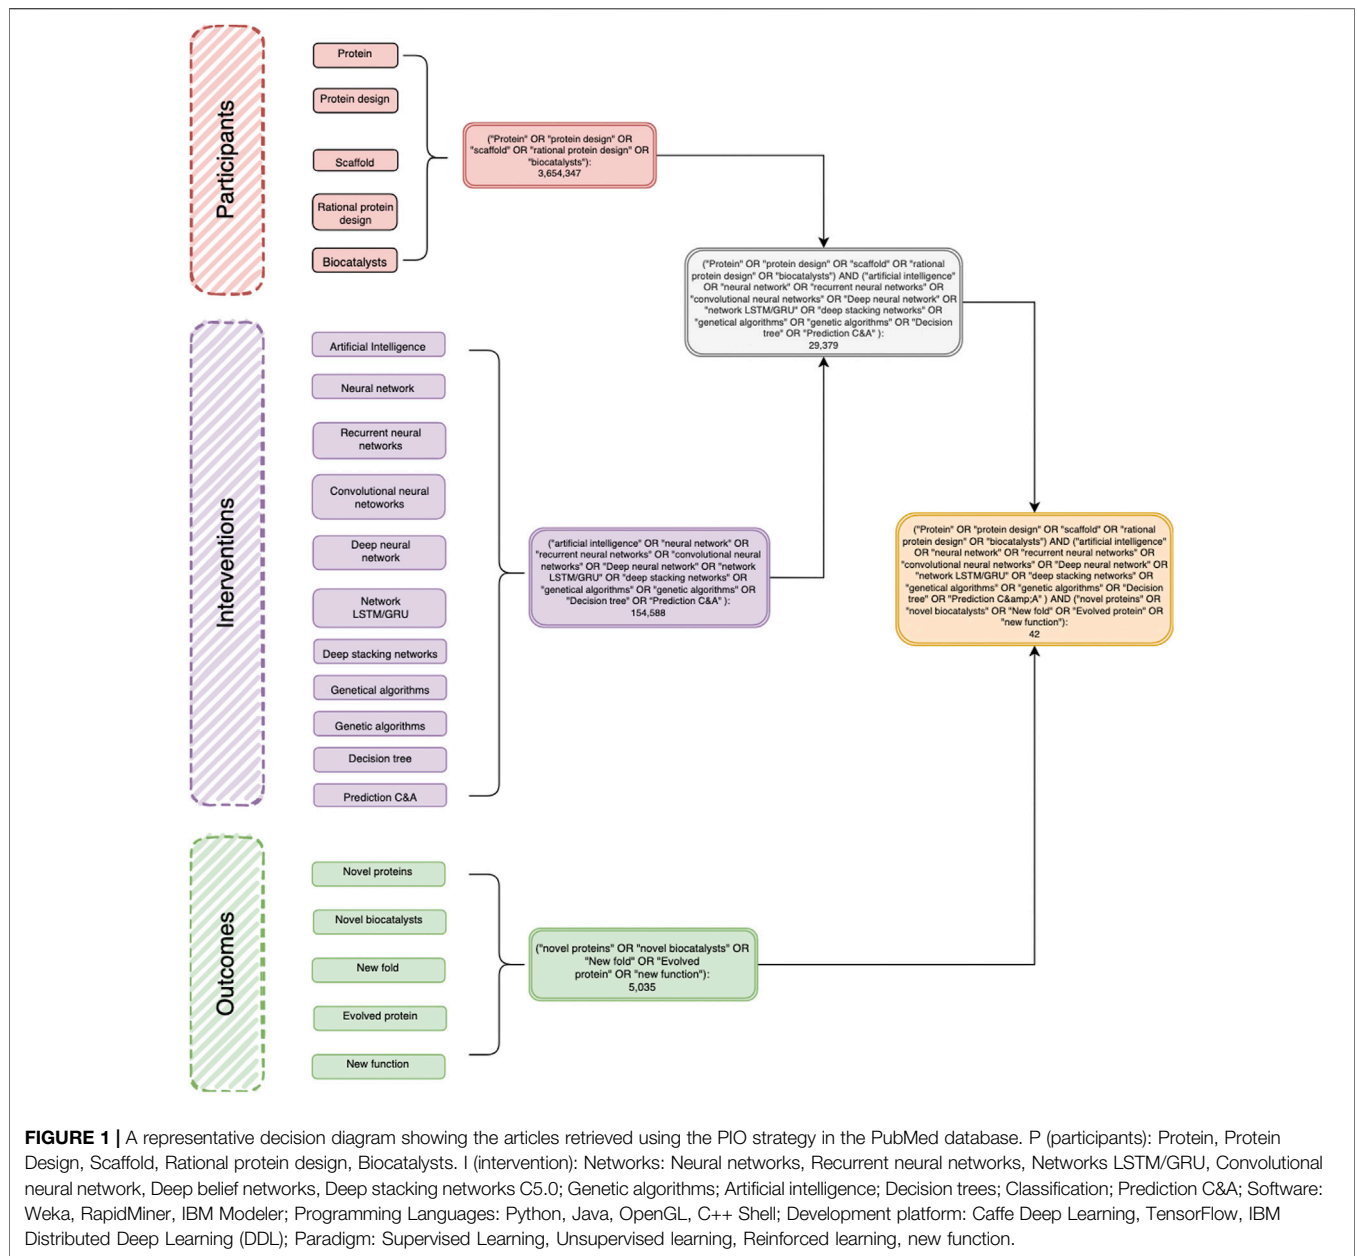 Participants
Protein
Protein design
Scaffold
Rational protein
design
Biocatalysts
("Protein" OR "protein design" OR
"scaffold" OR "rational protein design" OR
"biocatalysts"):
3,654,347
("Protein" OR "protein design" OR "scaffold" OR "rational
protein design" OR "biocatalysts") AND ("artificial intelligence"
OR "neural network" OR "recurrent neural networks" OR
"convolutional neural networks" OR "Deep neural network" OR
"network LSTM/GRU" OR "deep stacking networks" OR
"genetical algorithms" OR "genetic algorithms" OR "Decision
tree" OR "Prediction C&A" ):
29,379
Interventions
Artificial Intelligence
Neural network
Recurrent neural
networks
Convolutional neural
netoworks
Deep neural
network
Network
LSTM/GRU
Deep stacking networks
Genetical algorithms
Genetic algorithms
Decision tree
Prediction C&A
("artificial intelligence" OR "neural network" OR
"recurrent neural networks" OR "convolutional neural
networks" OR "Deep neural network" OR "network
LSTM/GRU" OR "deep stacking networks" OR
"genetical algorithms" OR "genetic algorithms" OR
"Decision tree" OR "Prediction C&A" ):
154,588
("Protein" OR "protein design" OR "scaffold" OR "rational
protein design" OR "biocatalysts") AND ("artificial intelligence"
OR "neural network" OR "recurrent neural networks" OR
"convolutional neural networks" OR "Deep neural network" OR
"network LSTM/GRU" OR "deep stacking networks" OR
"genetical algorithms" OR "genetic algorithms" OR "Decision
tree" OR "Prediction C&amp;A" ) AND ("novel proteins" OR
"novel biocatalysts" OR "New fold" OR "Evolved protein" OR
"new function"):
42
Outcomes
Novel proteins
Novel biocatalysts
New fold
Evolved protein
New function
("novel proteins" OR "novel biocatalysts" OR
"New fold" OR "Evolved
protein" OR "new function"):
5,035
FIGURE 1 | A representative decision diagram showing the articles retrieved using the PIO strategy in the PubMed database. P (participants): Protein, Protein
Design, Scaffold, Rational protein design, Biocatalysts. I (intervention): Networks: Neural networks, Recurrent neural networks, Networks LSTM/GRU, Convolutional
neural network, Deep belief networks, Deep stacking networks C5.0; Genetic algorithms; Artificial intelligence; Decision trees; Classification; Prediction C&A; Software:
Weka, RapidMiner, IBM Modeler; Programming Languages: Python, Java, OpenGL, C++ Shell; Development platform: Caffe Deep Learning, TensorFlow, IBM
Distributed Deep Learning (DDL); Paradigm: Supervised Learning, Unsupervised learning, Reinforced learning, new function.